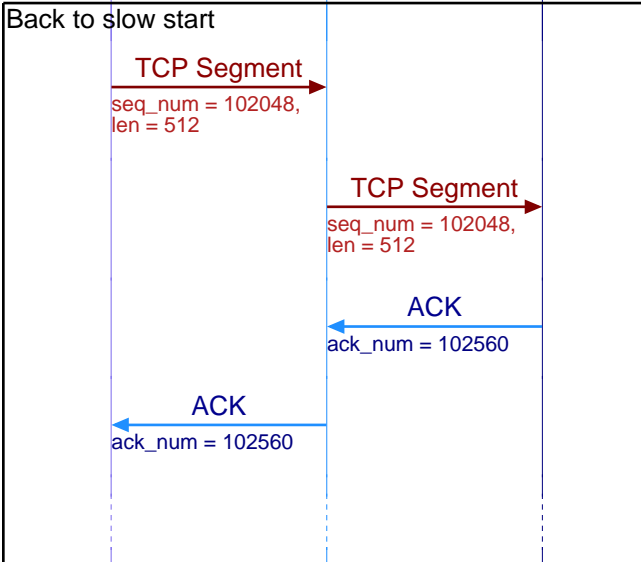 Back to slow start
TCP Segment
seq_num = 102048,
len = 512
TCP Segment
seq_num = 102048,
len = 512
ACK
ack_num = 102560
ACK
ack_num = 102560